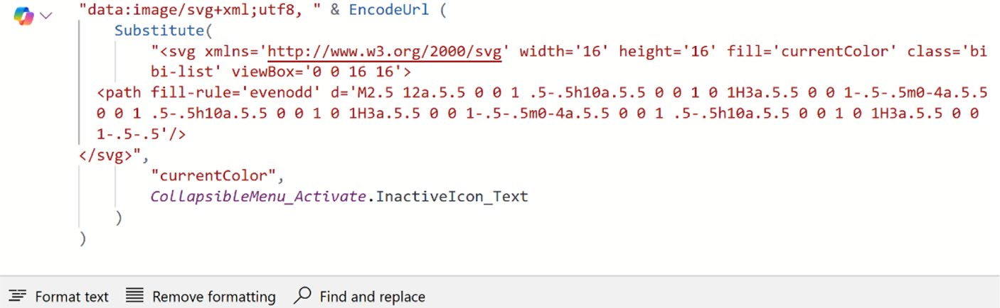 "data:image/svg+xml;utf8, " & EncodeUrl (
Substitute(
"<svg xmlns='http://www.w3.org/2000/svg' width='16' height='16' fill='currentColor' class='bi
bi-list' viewBox='0 0 16 16'>
<path fill-rule='evenodd' d='M2.5 12a.5.5 0 0 1 .5-.5h10a.5.5 0 0 1 0 1H3a.5.5 0 0 1-.5-.5m0-4a.5.5
0 0 1 .5-.5h10a.5.5 0 0 1 0 1H3a.5.5 0 0 1-.5-.5m0-4a.5.5 0 0 1 .5-.5h10a.5.5 0 0 1 0 1H3a.5.5 0 0
1-.5-.5'/>
</svg>",
"currentColor",
CollapsibleMenu_Activate.InactiveIcon_Text
)
)
Format text Remove formatting Find and replace